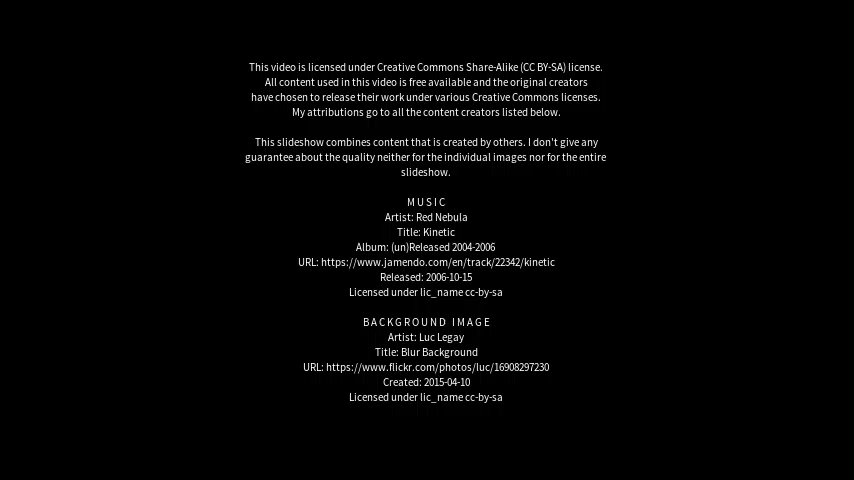 This video is licensed under Creative Commons Share-Alike (CC BY-SA) license.
All content used in this video is free available and the original creators
have chosen to release their work under various Creative Commons licenses.
My attributions go to all the content creators listed below.
This slideshow combines content that is created by others. I don't give any
guarantee about the quality neither for the individual images nor for the entire
slideshow.
MUSIC
Artist: Red Nebula
Title: Kinetic
Album: (un)Released 2004-2006
URL: https://www.jamendo.com/en/track/22342/kinetic
Released: 2006-10-15
Licensed under lic_name cc-by-sa
BACKGROUND IMAGE
Artist: Luc Legay
Title: Blur Background
URL: https://www.flickr.com/photos/luc/16908297230
Created: 2015-04-10
Licensed under lic_name cc-by-sa